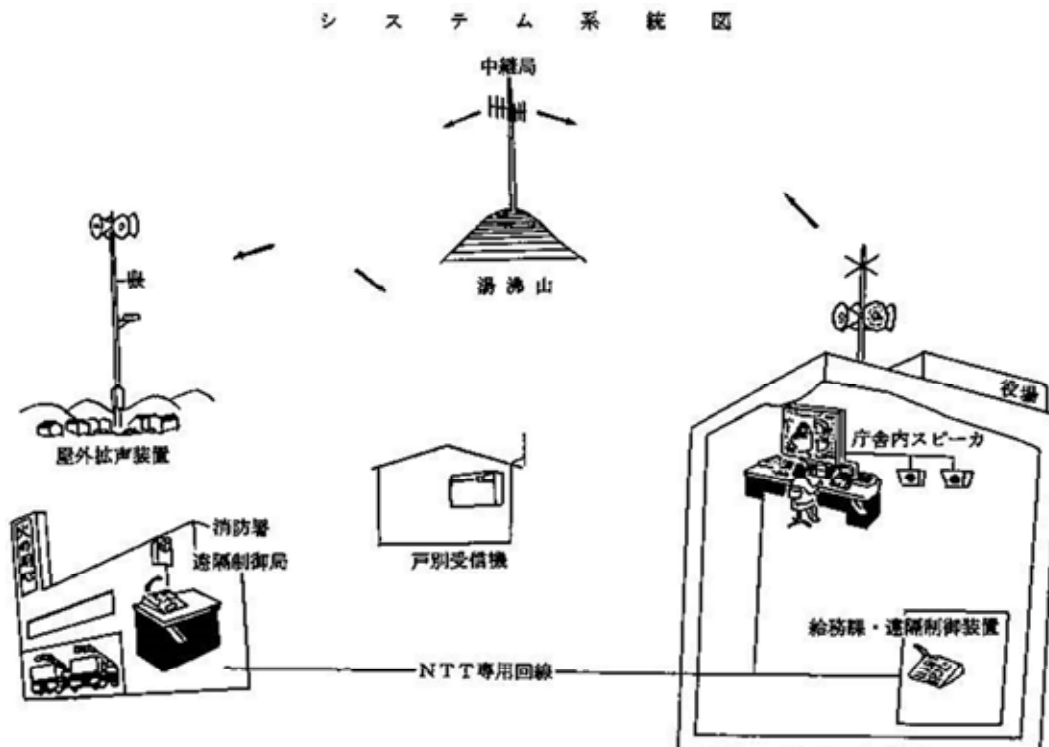 システム系統図
中継局
湯沸山
役場
庁舎内スピーカ
屋外拡声装置
消防署
遠隔制御局
戸別受信機
給務課・遠隔制御装置
NTT専用回線